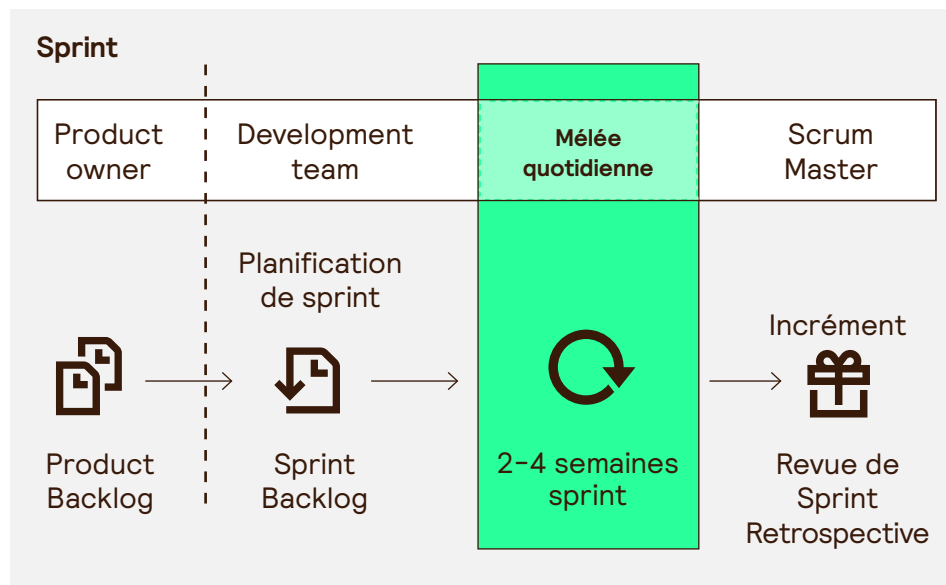 Sprint
Product
owner
Development
team
Mélée
quotidienne
Scrum
Master
Planification
de sprint
Incrément
Product
Backlog
Sprint
Backlog
2–4 semaines
sprint
Revue de
Sprint
Retrospective